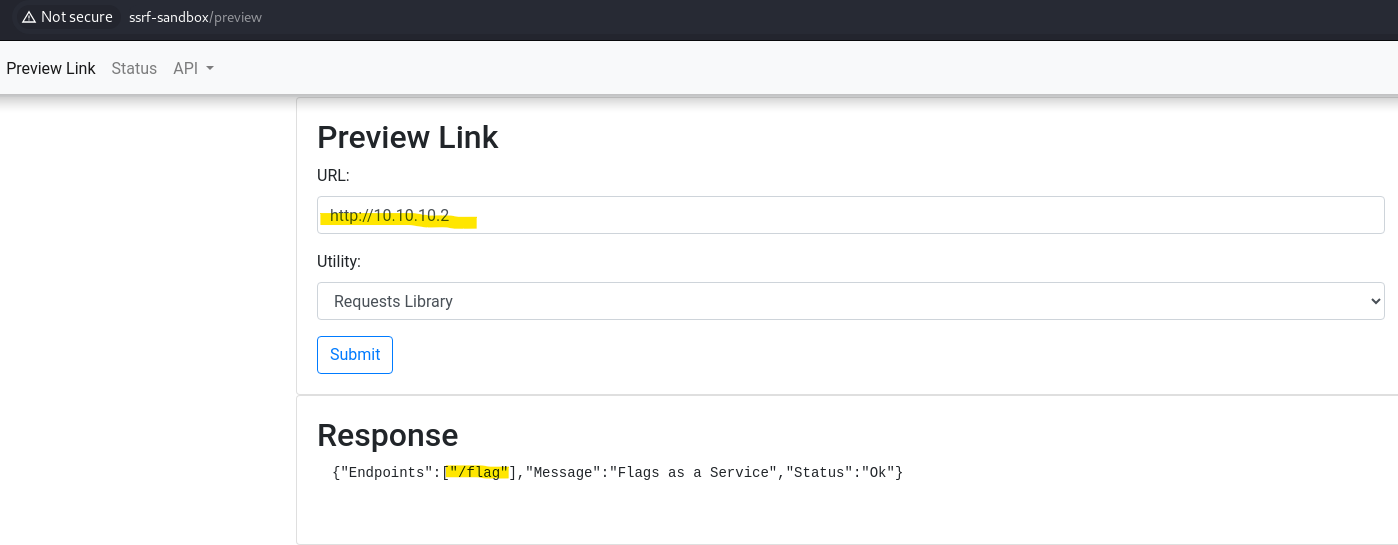 Not secure ssrf-sandbox/preview
Preview Link Status API
Preview Link
URL:
http://10.10.10.2
Utility:
Requests Library
Submit
Response
{"Endpoints":["/flag"],"Message":"Flags as a Service","Status":"Ok"}